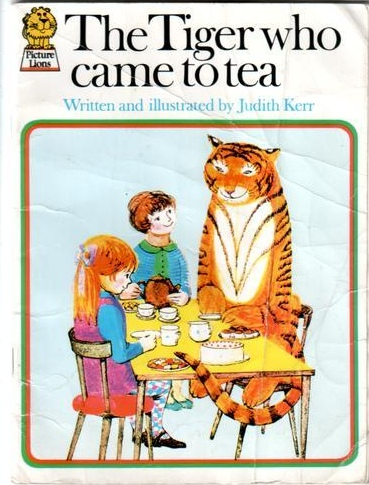 Picture
Lions
The Tiger who
came to tea
Written and illustrated by Judith Kerr